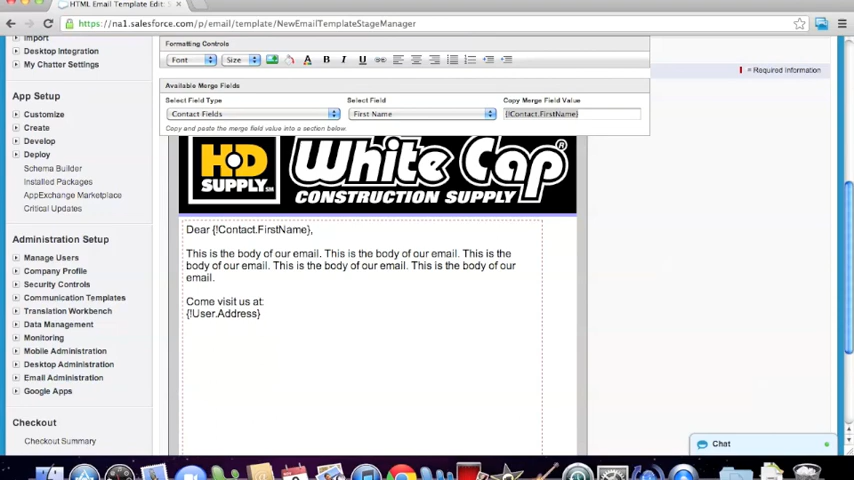 HTML Email Template Edit:
https://na1.salesforce.com/p/email/template/NewEmailTemplateStageManager
Import
Desktop Integration
My Chatter Settings
App Setup
Customize
Create
Develop
Deploy
Schema Builder
Installed Packages
AppExchange Marketplace
Critical Updates
Administration Setup
Manage Users
Company Profile
Security Controls
Communication Templates
Translation Workbench
Data Management
Monitoring
Mobile Administration
Desktop Administration
Email Administration
Google Apps
Checkout
Checkout Summary
Formatting Controls
Font Size A B I U
Available Merge Fields
Select Field Type Select Field Copy Merge Field Value
Contact Fields First Name {!Contact.FirstName}
Copy and paste the merge field value into a section below.
= Required Information
HD SUPPLY SM
White Cap ®
CONSTRUCTION SUPPLY
Dear {!Contact.FirstName},
This is the body of our email. This is the body of our email. This is the
body of our email. This is the body of our email. This is the body of our
email.
Come visit us at:
{!User.Address}
Chat